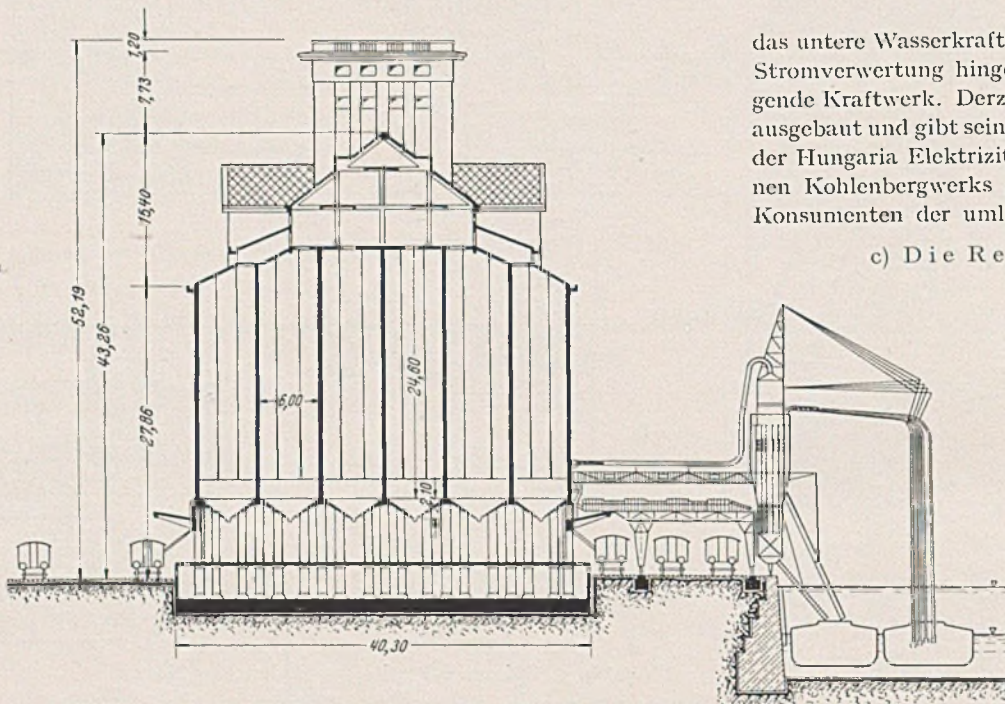 das untere Wasserkraft
Stromverwertung hinge
gende Kraftwerk. Derz
ausgebaut und gibt sein
der Hungaria Elektrizit
nen Kohlenbergwerks
Konsumenten der uml
c) Die Re
1,20
7,73
15,40
27,86
52,19
43,26
6,00
24,60
2,10
40,30